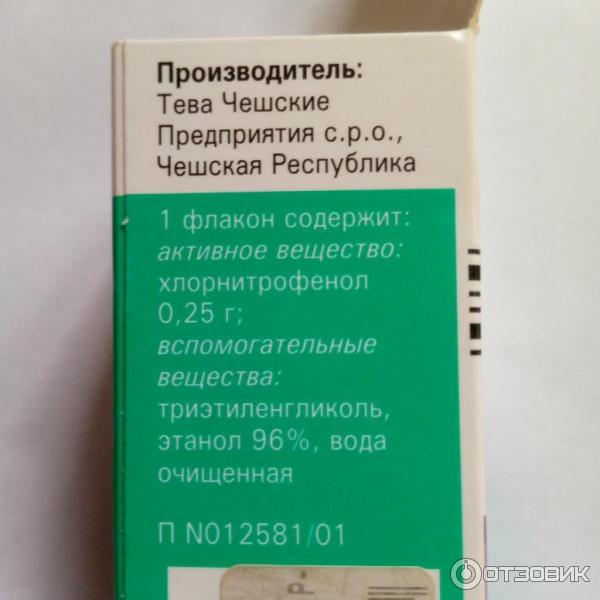 Производитель:
Тева Чешские
Предприятия с.р.о.,
Чешская Республика
1 флакон содержит:
активное вещество:
хлорнитрофенол
0,25 г;
вспомогательные
вещества:
триэтиленгликоль,
этанол 96%, вода
очищенная
П N012581/01
Р-
ОТЗОВИК